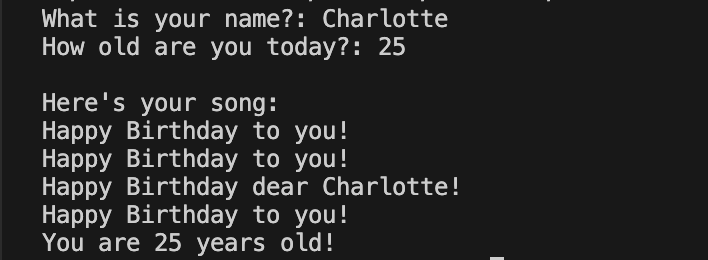 What is your name?: Charlotte
How old are you today?: 25
Here's your song:
Happy Birthday to you!
Happy Birthday to you!
Happy Birthday dear Charlotte!
Happy Birthday to you!
You are 25 years old!